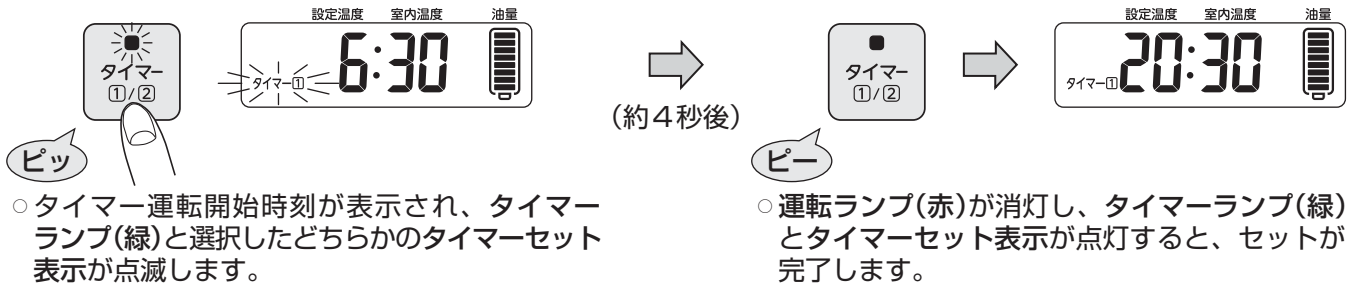 設定温度 室内温度 油量
タイマー
1/2
タイマー1 6:30
ピッ
○タイマー運転開始時刻が表示され、タイマー
ランプ(緑)と選択したどちらかのタイマーセット
表示が点滅します。
(約4秒後)
設定温度 室内温度 油量
タイマー
1/2
タイマー1 20:30
ピー
○運転ランプ(赤)が消灯し、タイマーランプ(緑)
とタイマーセット表示が点灯すると、セットが
完了します。